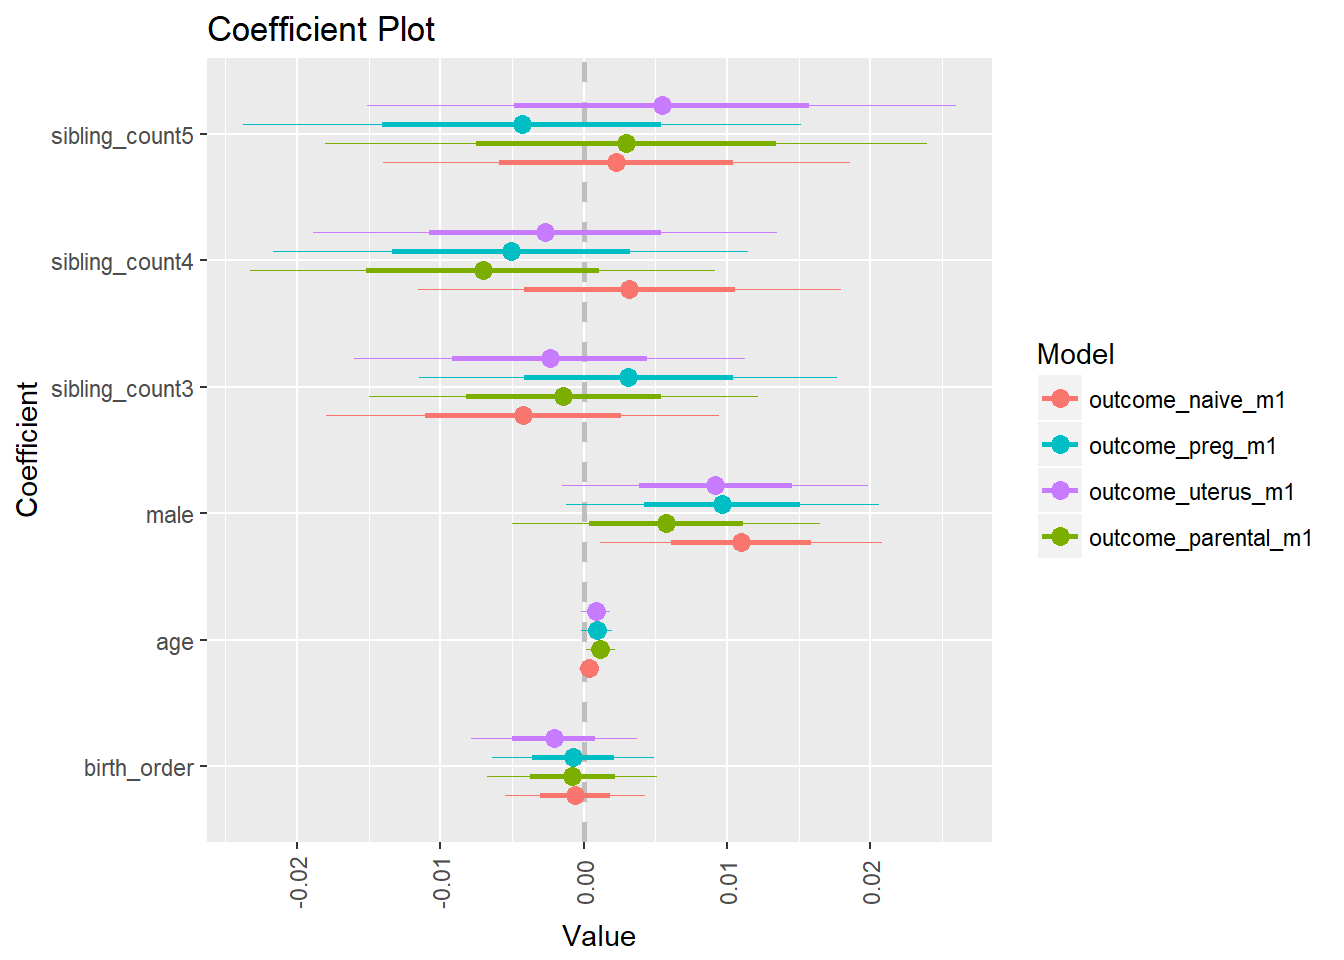 Coefficient Plot
Coefficient
sibling_count5
sibling_count4
sibling_count3
male
age
birth_order
-0.02
-0.01
0.00
0.01
0.02
Value
Model
outcome_naive_m1
outcome_preg_m1
outcome_uterus_m1
outcome_parental_m1